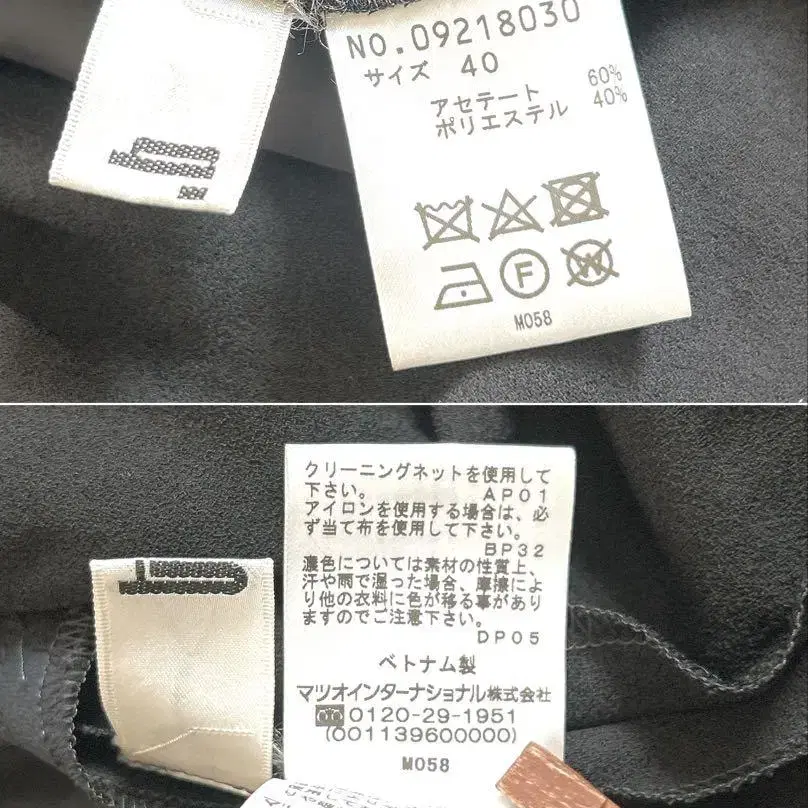 NO.09218030
サイズ 40
アセテート 60%
ポリエステル 40%
F
W
M058
クリーニングネットを使用して
下さい。 AP01
アイロンを使用する場合は、必
ず当て布を使用して下さい。
BP32
濃色については素材の性質上、
汗や雨で湿った場合、摩擦によ
り他の衣料に色が移る事があり
ますのでご注意下さい。
DP05
ベトナム製
マツオインターナショナル株式会社
0120-29-1951
(001139600000)
M058